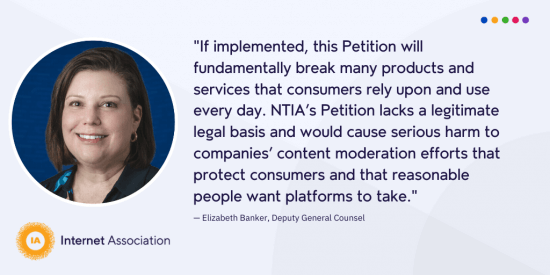 "If implemented, this Petition will
fundamentally break many products and
services that consumers rely upon and use
every day. NTIA's Petition lacks a legitimate
legal basis and would cause serious harm to
companies' content moderation efforts that
protect consumers and that reasonable
people want platforms to take."
— Elizabeth Banker, Deputy General Counsel
IA
Internet Association